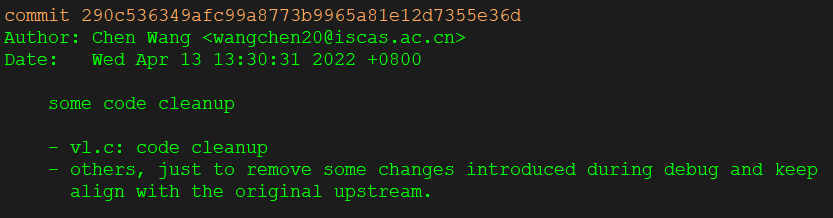 commit 290c536349afc99a8773b9965a81e12d7355e36d
Author: Chen Wang <wangchen20@iscas.ac.cn>
Date:   Wed Apr 13 13:30:31 2022 +0800
some code cleanup
- vl.c: code cleanup
- others, just to remove some changes introduced during debug and keep
align with the original upstream.